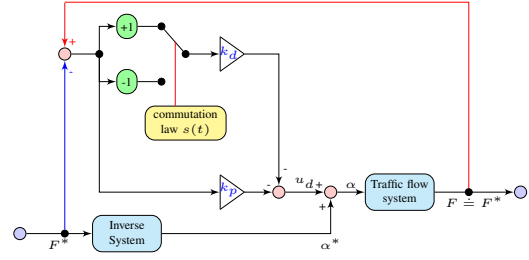 +
-
+1
-1
k_d
commutation
law s(t)
-
-
k_p
u_d
+
+
α
Traffic flow
system
F ≐ F*
F*
Inverse
System
α*